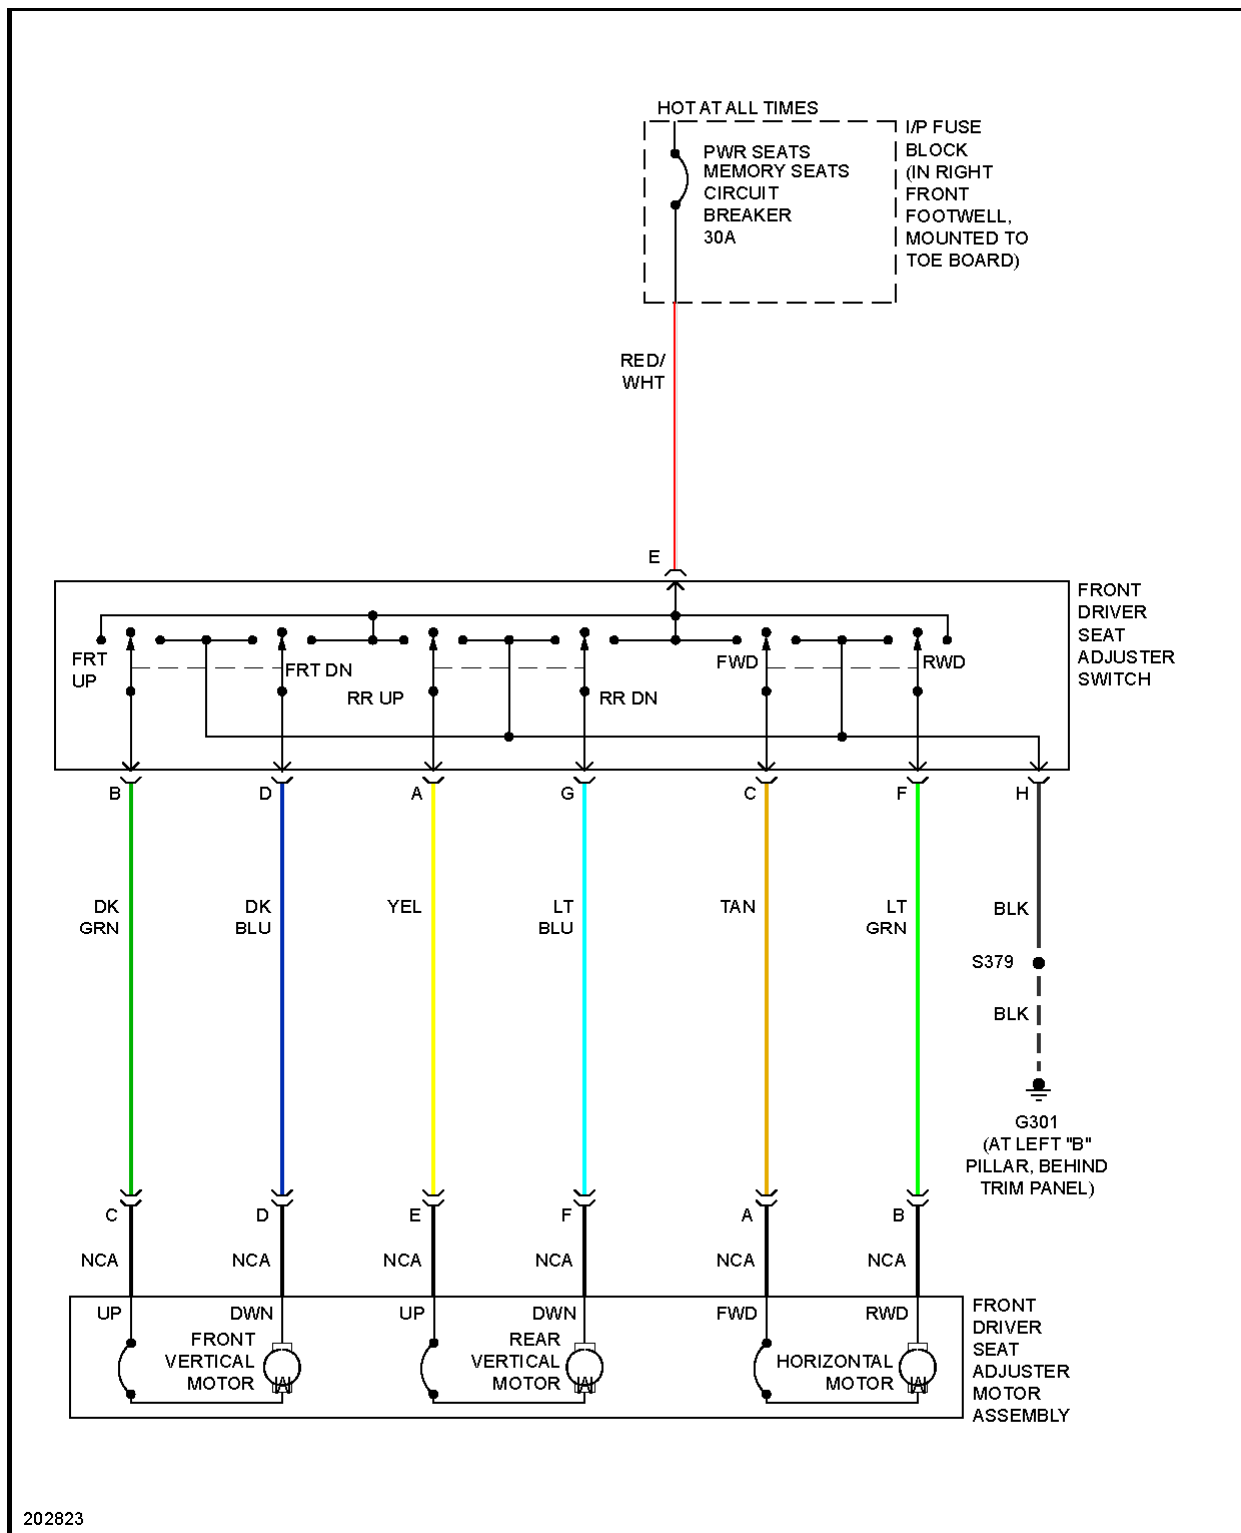 HOT AT ALL TIMES
PWR SEATS
MEMORY SEATS
CIRCUIT
BREAKER
30A
I/P FUSE
BLOCK
(IN RIGHT
FRONT
FOOTWELL,
MOUNTED TO
TOE BOARD)
RED/
WHT
E
FRONT
DRIVER
SEAT
ADJUSTER
SWITCH
FRT
UP
FRT DN
RR UP
RR DN
FWD
RWD
B
D
A
G
C
F
H
DK
GRN
DK
BLU
YEL
LT
BLU
TAN
LT
GRN
BLK
S379
BLK
G301
(AT LEFT "B"
PILLAR, BEHIND
TRIM PANEL)
C
D
E
F
A
B
NCA
NCA
NCA
NCA
NCA
NCA
UP
DWN
UP
DWN
FWD
RWD
FRONT
VERTICAL
MOTOR
REAR
VERTICAL
MOTOR
HORIZONTAL
MOTOR
FRONT
DRIVER
SEAT
ADJUSTER
MOTOR
ASSEMBLY
202823